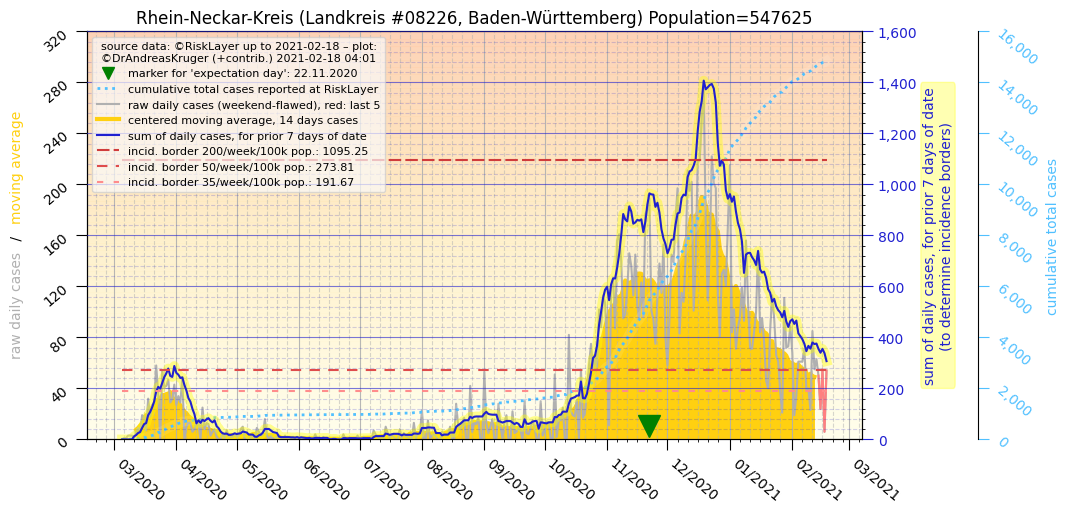 Rhein-Neckar-Kreis (Landkreis #08226, Baden-Württemberg) Population=547625
source data: ©RiskLayer up to 2021-02-18 – plot:
©DrAndreasKruger (+contrib.) 2021-02-18 04:01
marker for 'expectation day': 22.11.2020
cumulative total cases reported at RiskLayer
raw daily cases (weekend-flawed), red: last 5
centered moving average, 14 days cases
sum of daily cases, for prior 7 days of date
incid. border 200/week/100k pop.: 1095.25
incid. border 50/week/100k pop.: 273.81
incid. border 35/week/100k pop.: 191.67
raw daily cases / moving average
320
280
240
200
160
120
80
40
0
03/2020
04/2020
05/2020
06/2020
07/2020
08/2020
09/2020
10/2020
11/2020
12/2020
01/2021
02/2021
03/2021
1,600
1,400
1,200
1,000
800
600
400
200
0
sum of daily cases, for prior 7 days of date
(to determine incidence borders)
16,000
14,000
12,000
10,000
8,000
6,000
4,000
2,000
0
cumulative total cases